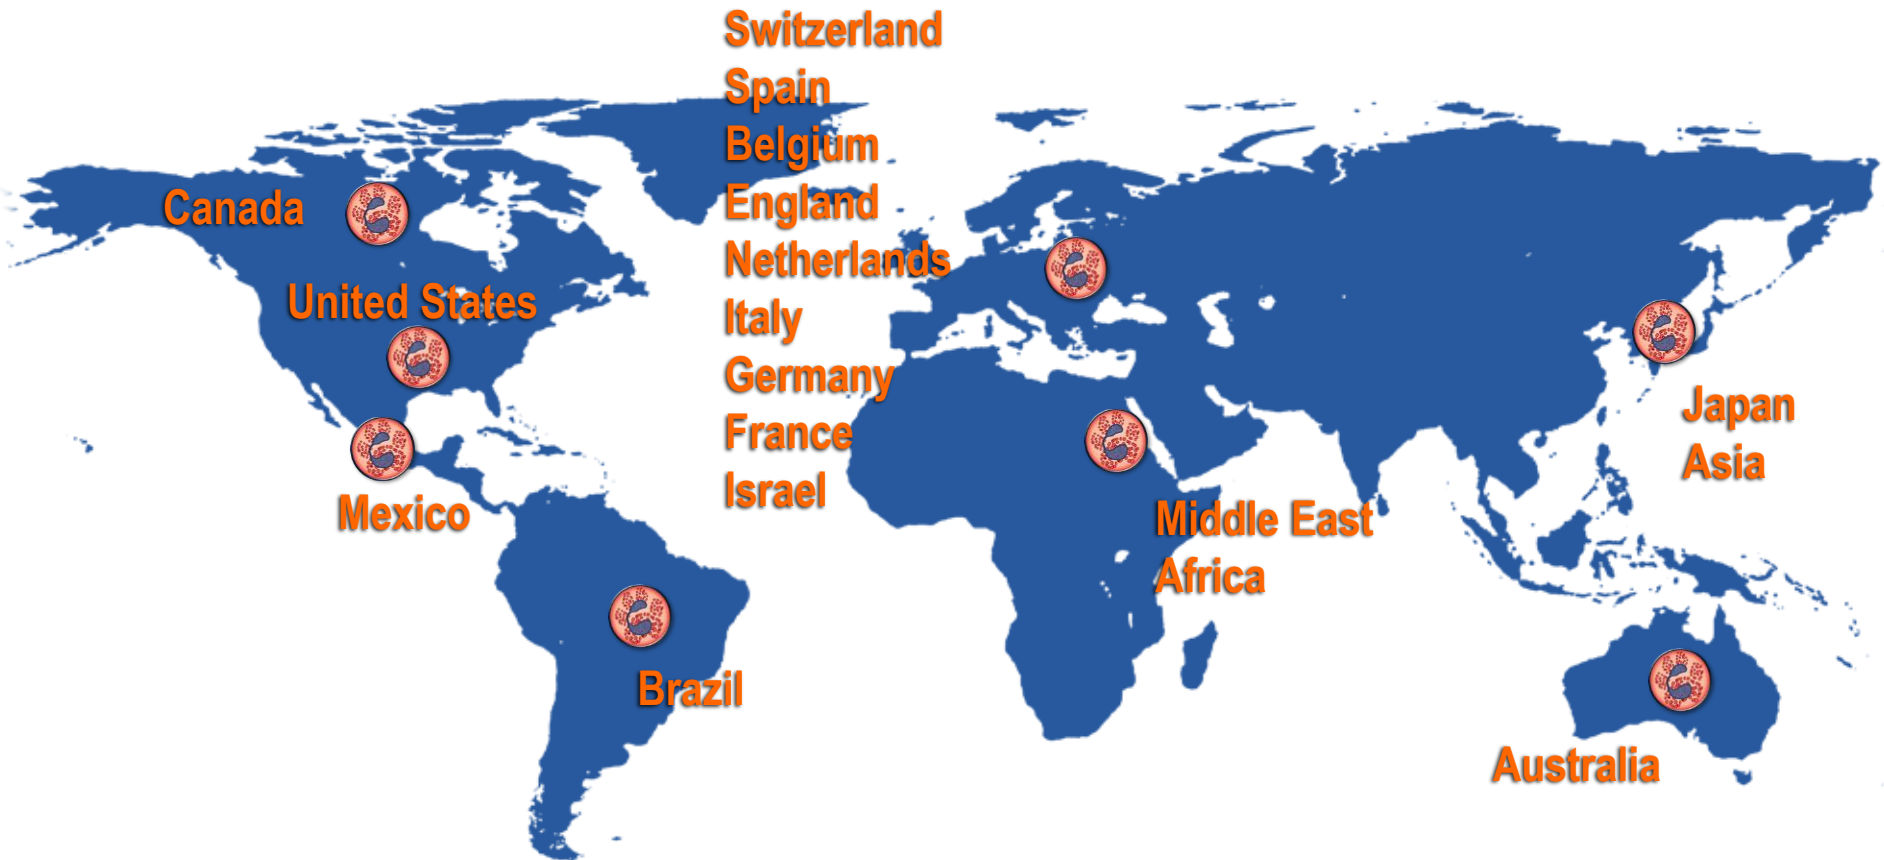 Switzerland
Spain
Belgium
England
Netherlands
Italy
Germany
France
Israel
Canada
United States
Mexico
Brazil
Middle East
Africa
Japan
Asia
Australia